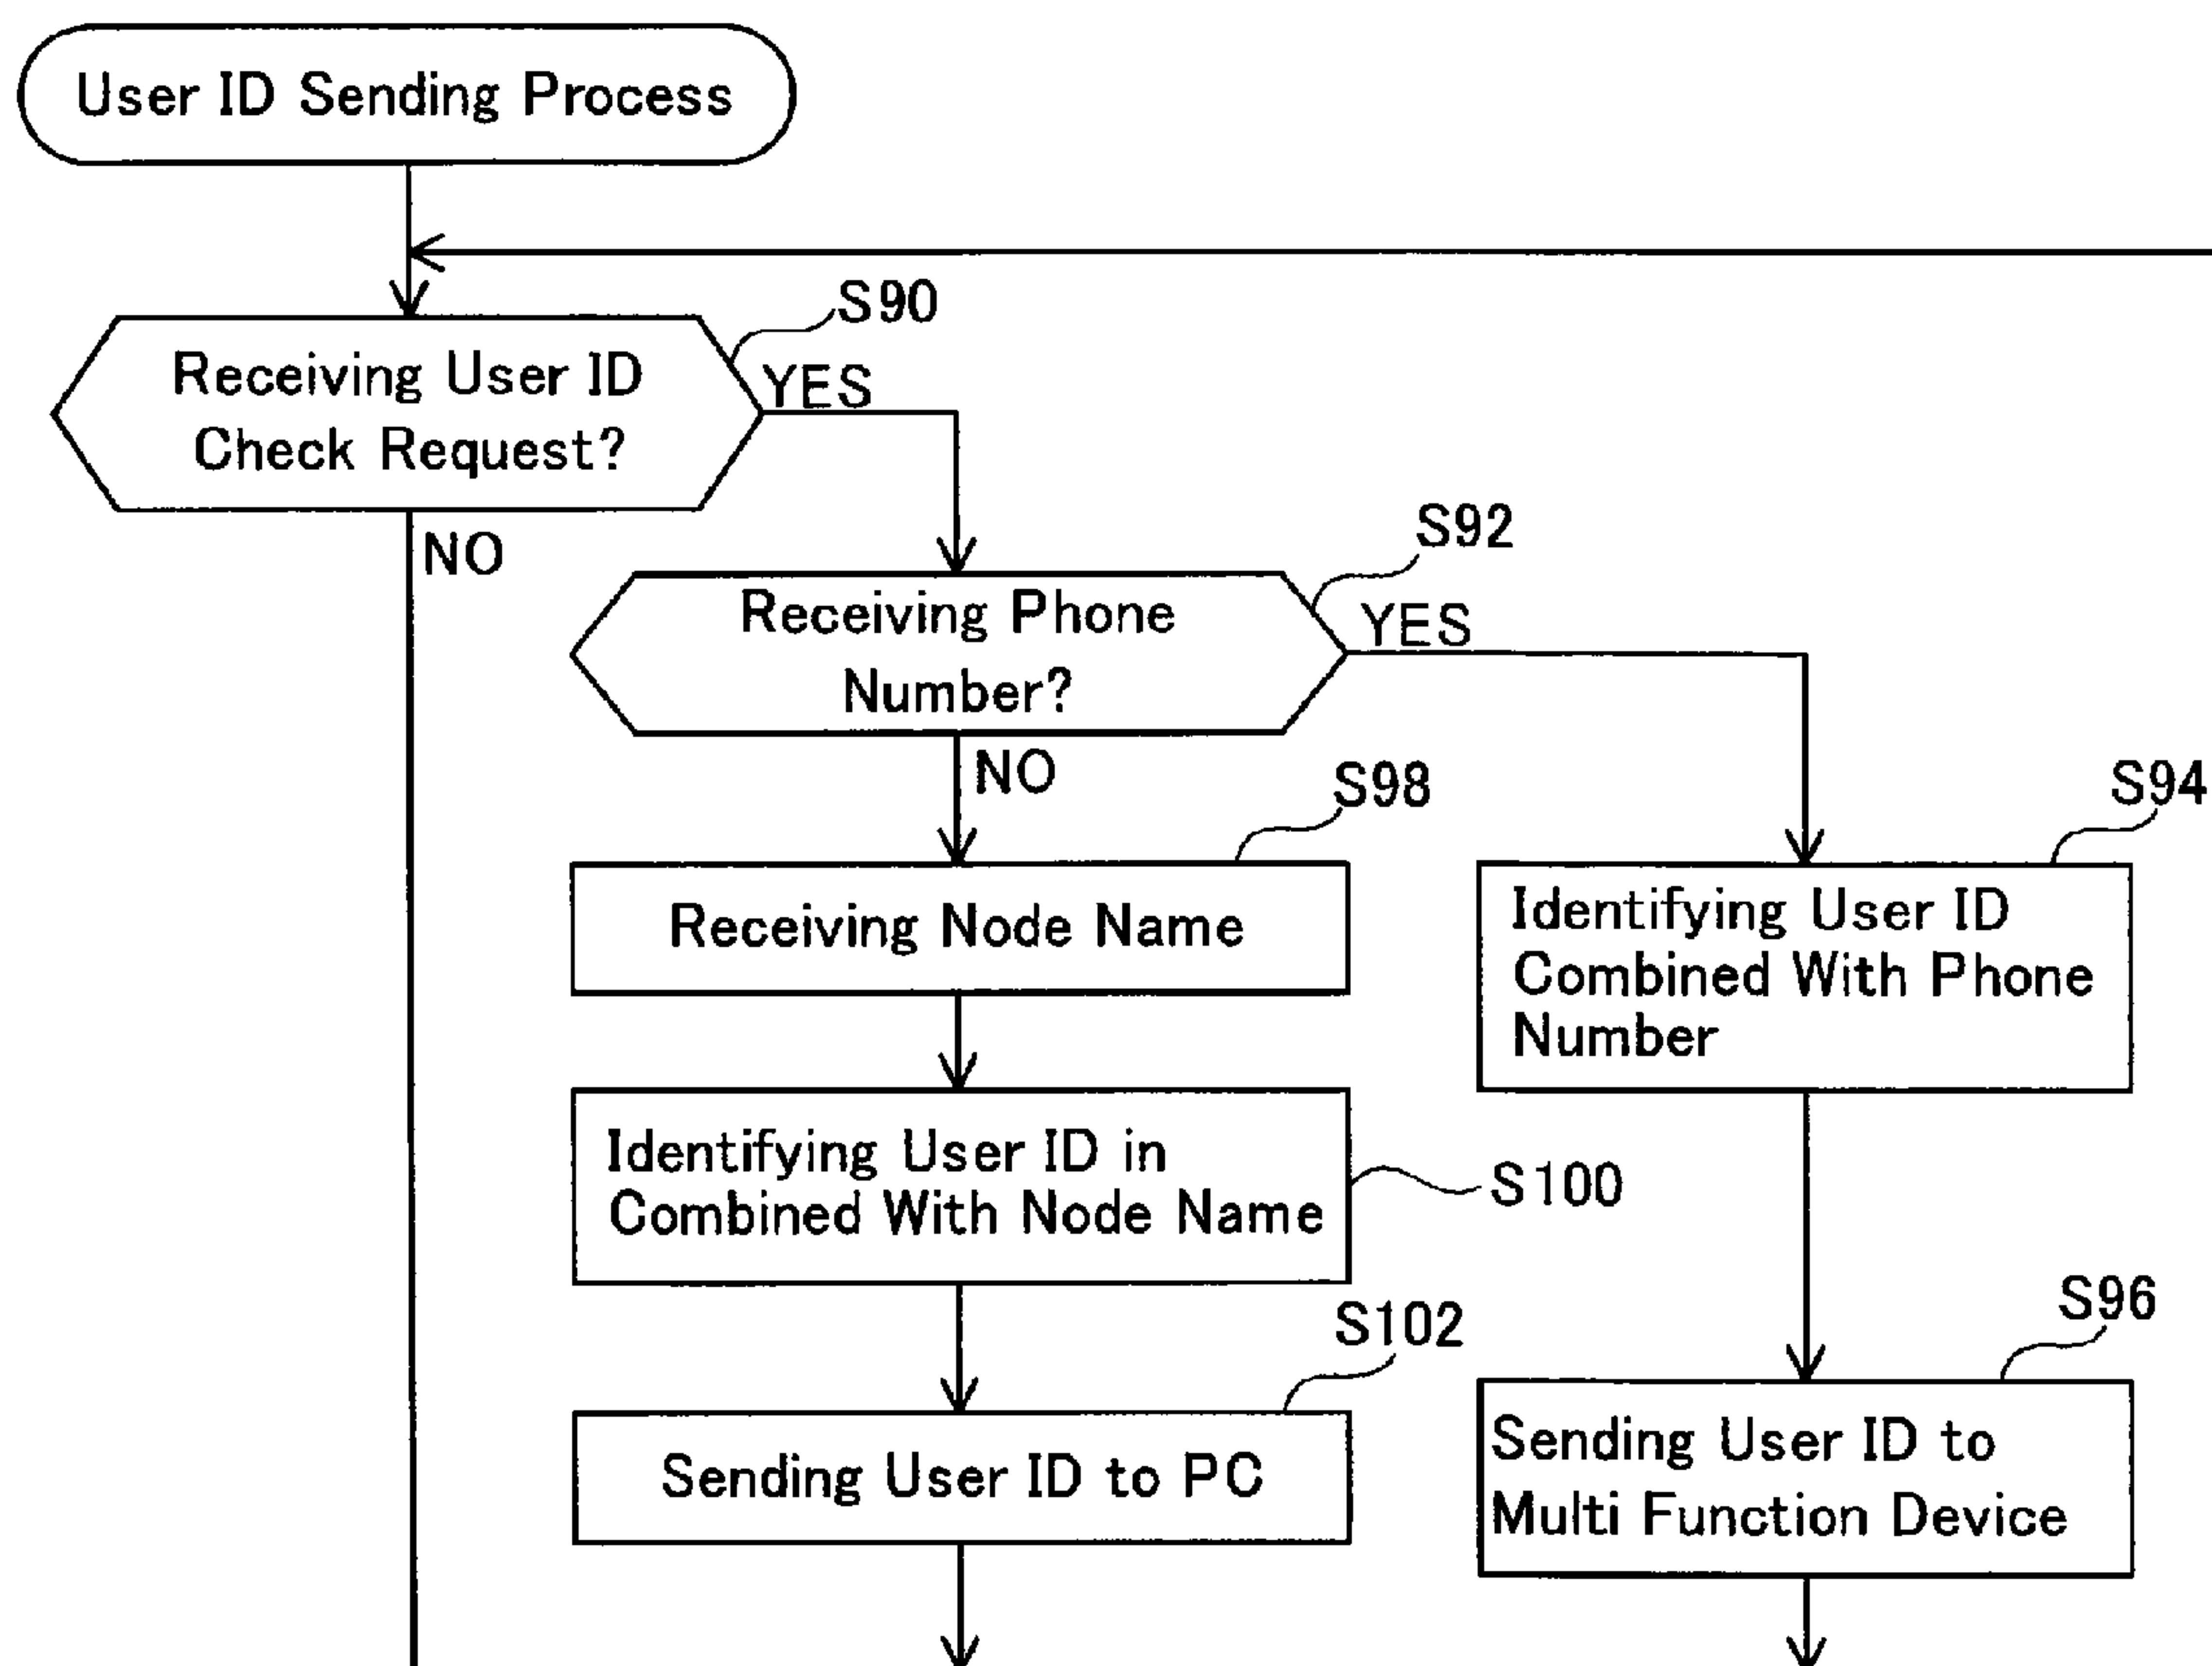 User ID Sending Process
S90
Receiving User ID
Check Request?
YES
NO
S92
Receiving Phone
Number?
YES
NO
S98
Receiving Node Name
S94
Identifying User ID
Combined With Phone
Number
Identifying User ID in
Combined With Node Name
S100
S102
Sending User ID to PC
S96
Sending User ID to
Multi Function Device